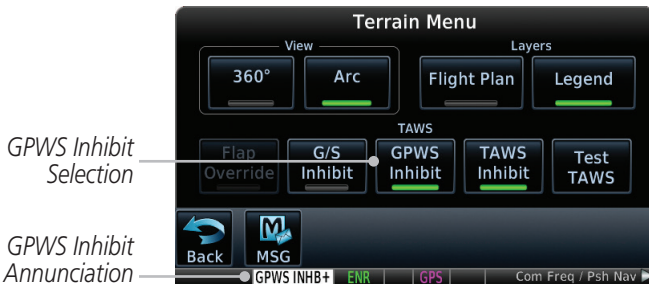 Terrain Menu
View
Layers
360°
Arc
Flight Plan
Legend
TAWS
GPWS Inhibit
Selection
Flap
Override
G/S
Inhibit
GPWS
Inhibit
TAWS
Inhibit
Test
TAWS
Back
MSG
GPWS Inhibit
Annunciation
GPWS INHB+
ENR
GPS
Com Freq / Psh Nav